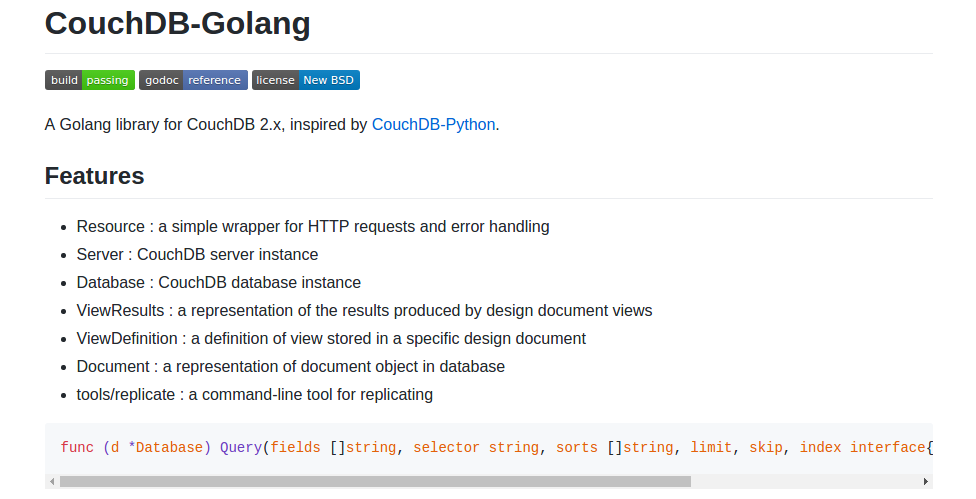 CouchDB-Golang
build passing godoc reference license New BSD
A Golang library for CouchDB 2.x, inspired by CouchDB-Python.
Features
Resource : a simple wrapper for HTTP requests and error handling
Server : CouchDB server instance
Database : CouchDB database instance
ViewResults : a representation of the results produced by design document views
ViewDefinition : a definition of view stored in a specific design document
Document : a representation of document object in database
tools/replicate : a command-line tool for replicating
func (d *Database) Query(fields []string, selector string, sorts []string, limit, skip, index interface{